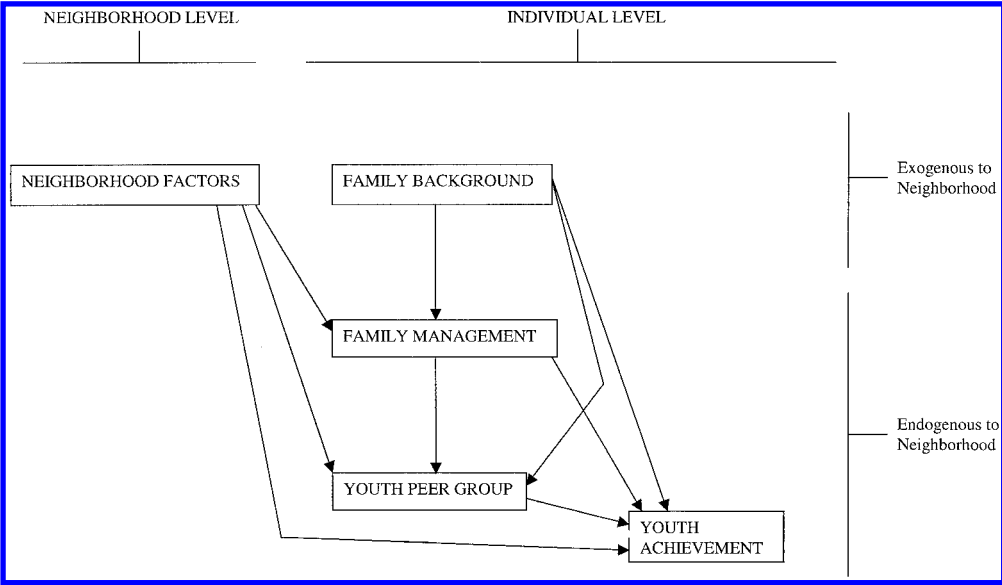 NEIGHBORHOOD LEVEL
INDIVIDUAL LEVEL
NEIGHBORHOOD FACTORS
FAMILY BACKGROUND
Exogenous to
Neighborhood
FAMILY MANAGEMENT
Endogenous to
Neighborhood
YOUTH PEER GROUP
YOUTH
ACHIEVEMENT